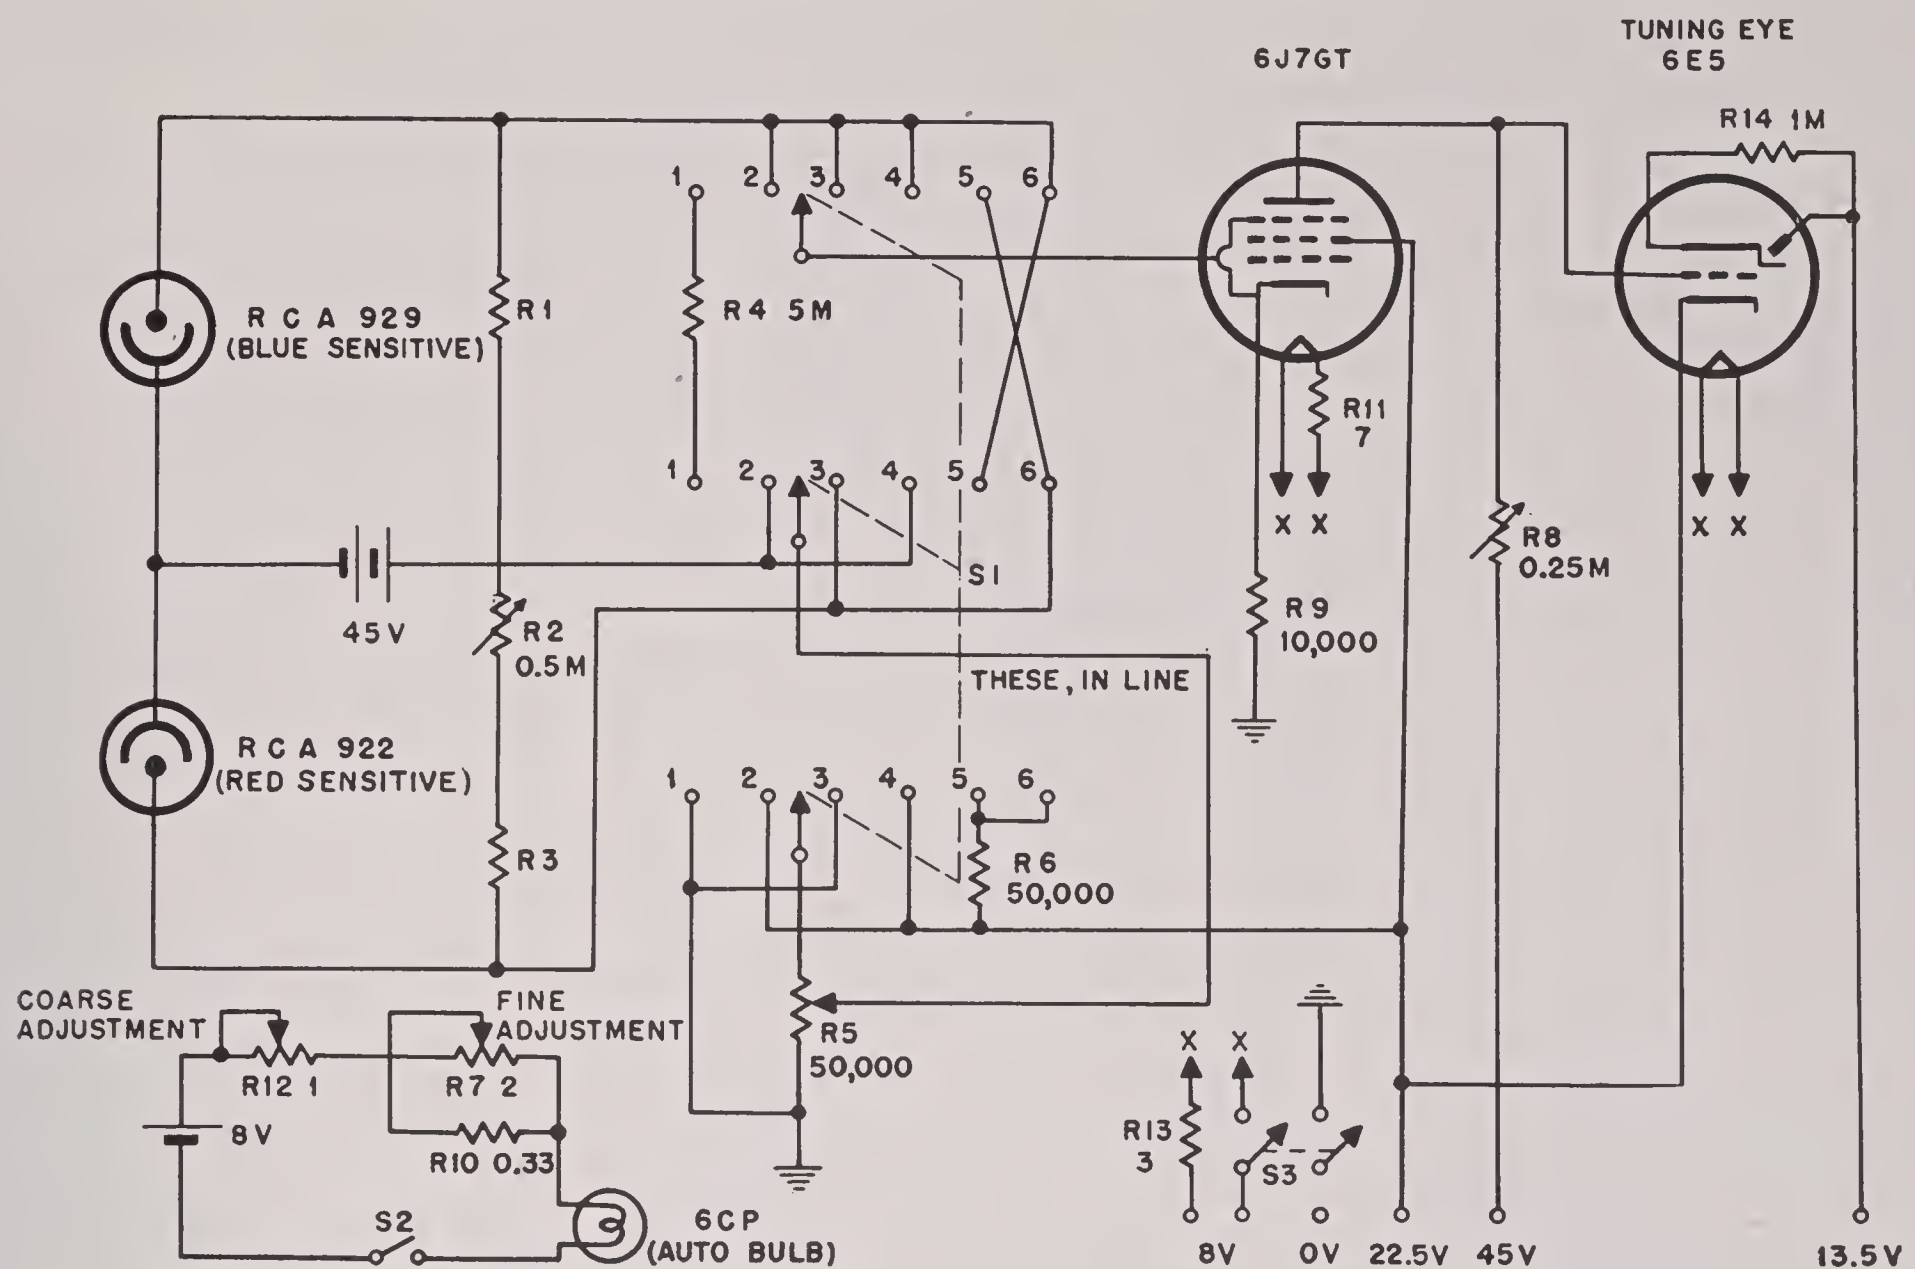 TUNING EYE
6E5
6J7GT
R14 1M
1 2 3 4 5 6
RCA 929
(BLUE SENSITIVE)
R1
R4 5M
R11
7
1 2 3 4 5 6
X X
X X
R8
0.25M
S1
45V
R2
0.5M
R9
10,000
THESE, IN LINE
RCA 922
(RED SENSITIVE)
1 2 3 4 5 6
R3
R6
50,000
COARSE
ADJUSTMENT
FINE
ADJUSTMENT
R5
50,000
X X
R12 1
R7 2
8V
R10 0.33
R13
3
S3
S2
6CP
(AUTO BULB)
8V 0V 22.5V 45V 13.5V